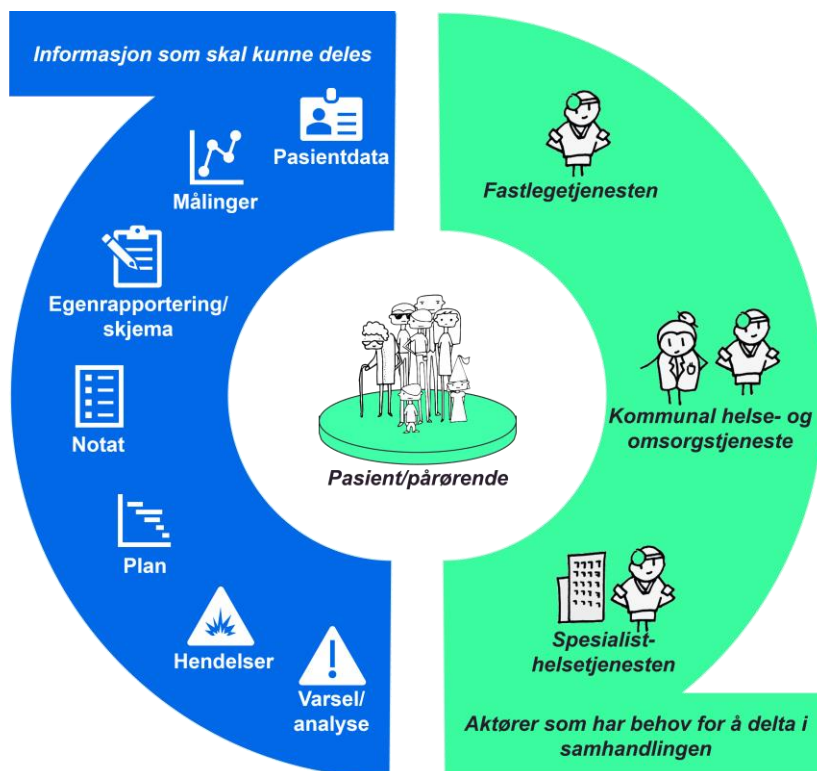 Informasjon som skal kunne deles
Pasientdata
Målinger
Egenrapportering/
skjema
Notat
Plan
Hendelser
Varsel/
analyse
Pasient/pårørende
Fastlegetjenesten
Kommunal helse- og
omsorgstjeneste
Spesialist-
helsetjenesten
Aktører som har behov for å delta i
samhandlingen